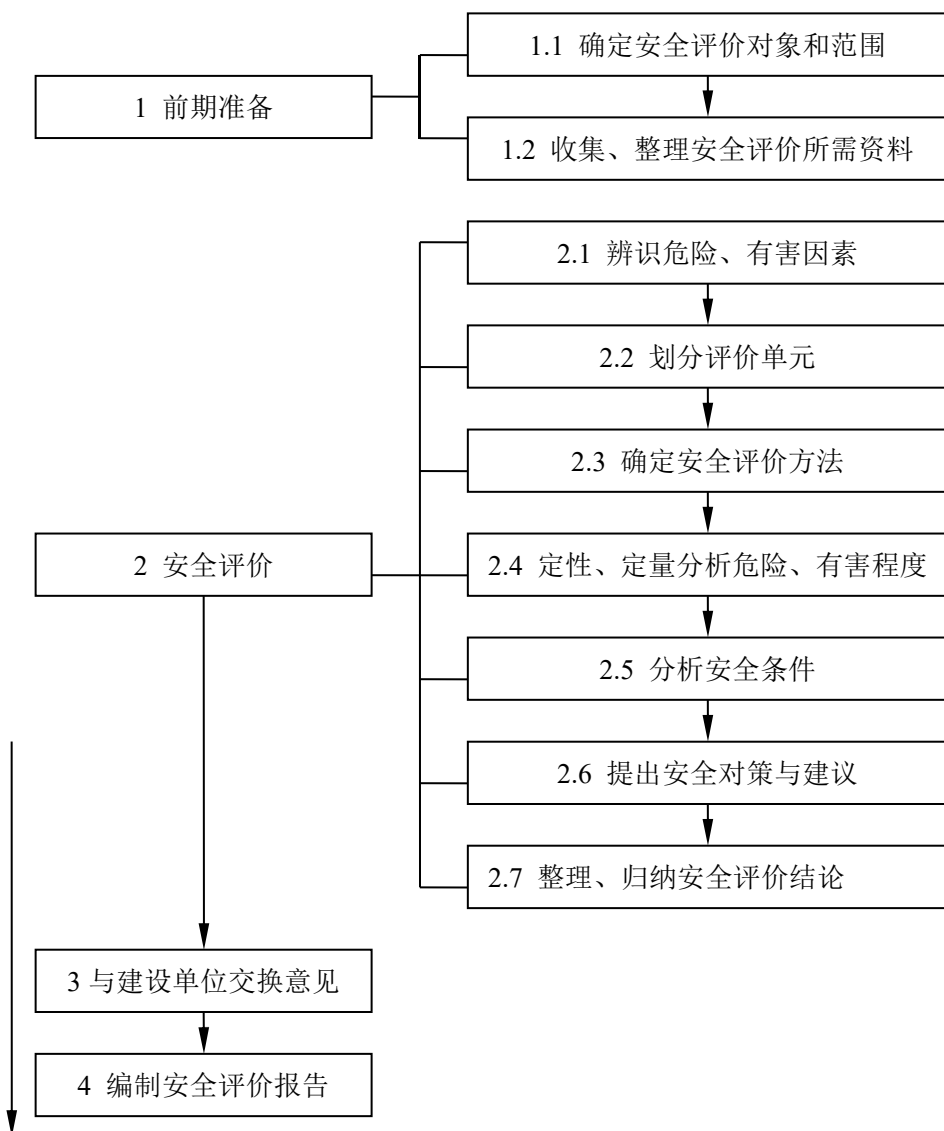 1.1 确定安全评价对象和范围
1 前期准备
1.2 收集、整理安全评价所需资料
2.1 辨识危险、有害因素
2.2 划分评价单元
2.3 确定安全评价方法
2 安全评价
2.4 定性、定量分析危险、有害程度
2.5 分析安全条件
2.6 提出安全对策与建议
2.7 整理、归纳安全评价结论
3 与建设单位交换意见
4 编制安全评价报告